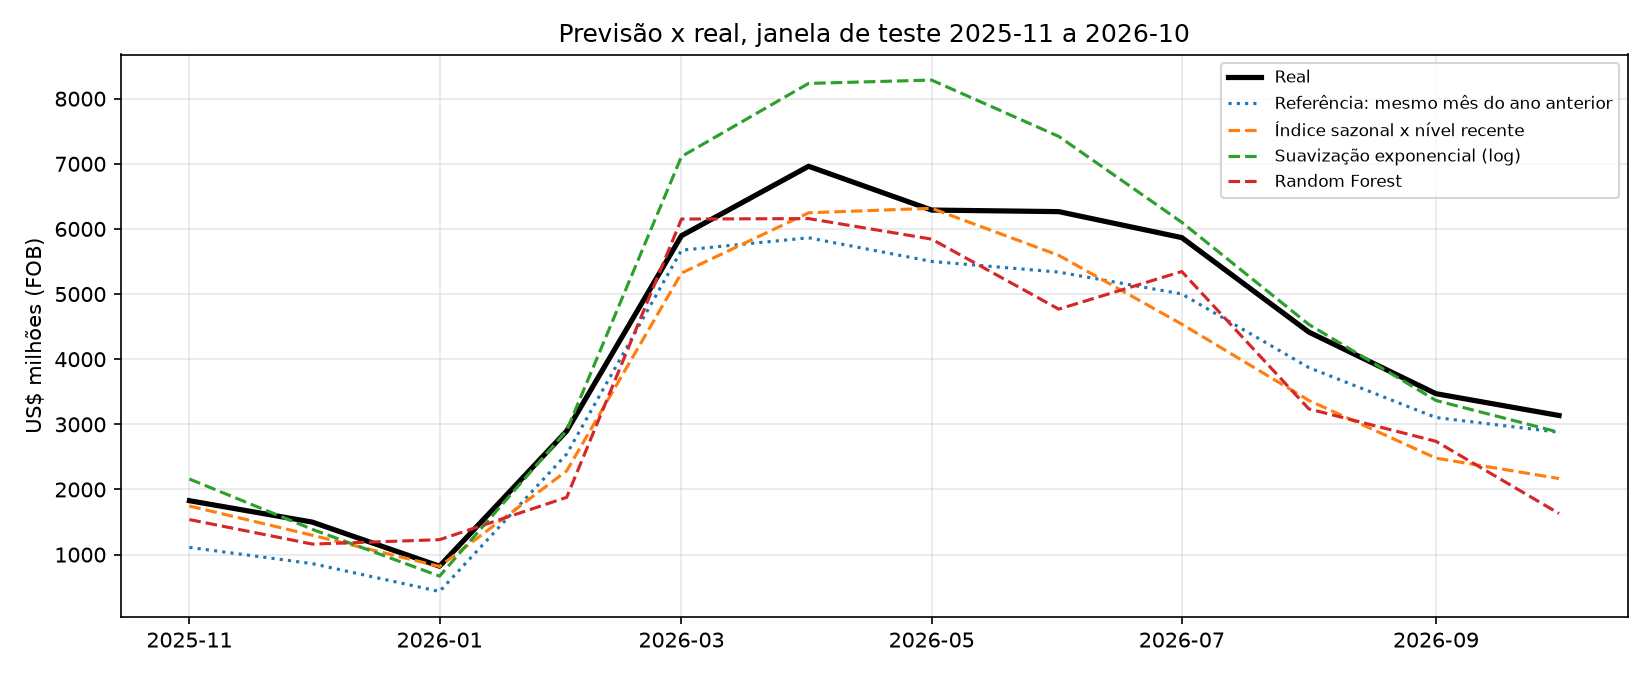 Previsão x real, janela de teste 2025-11 a 2026-10
Real
Referência: mesmo mês do ano anterior
Índice sazonal x nível recente
Suavização exponencial (log)
Random Forest
US$ milhões (FOB)
8000
7000
6000
5000
4000
3000
2000
1000
2025-11
2026-01
2026-03
2026-05
2026-07
2026-09